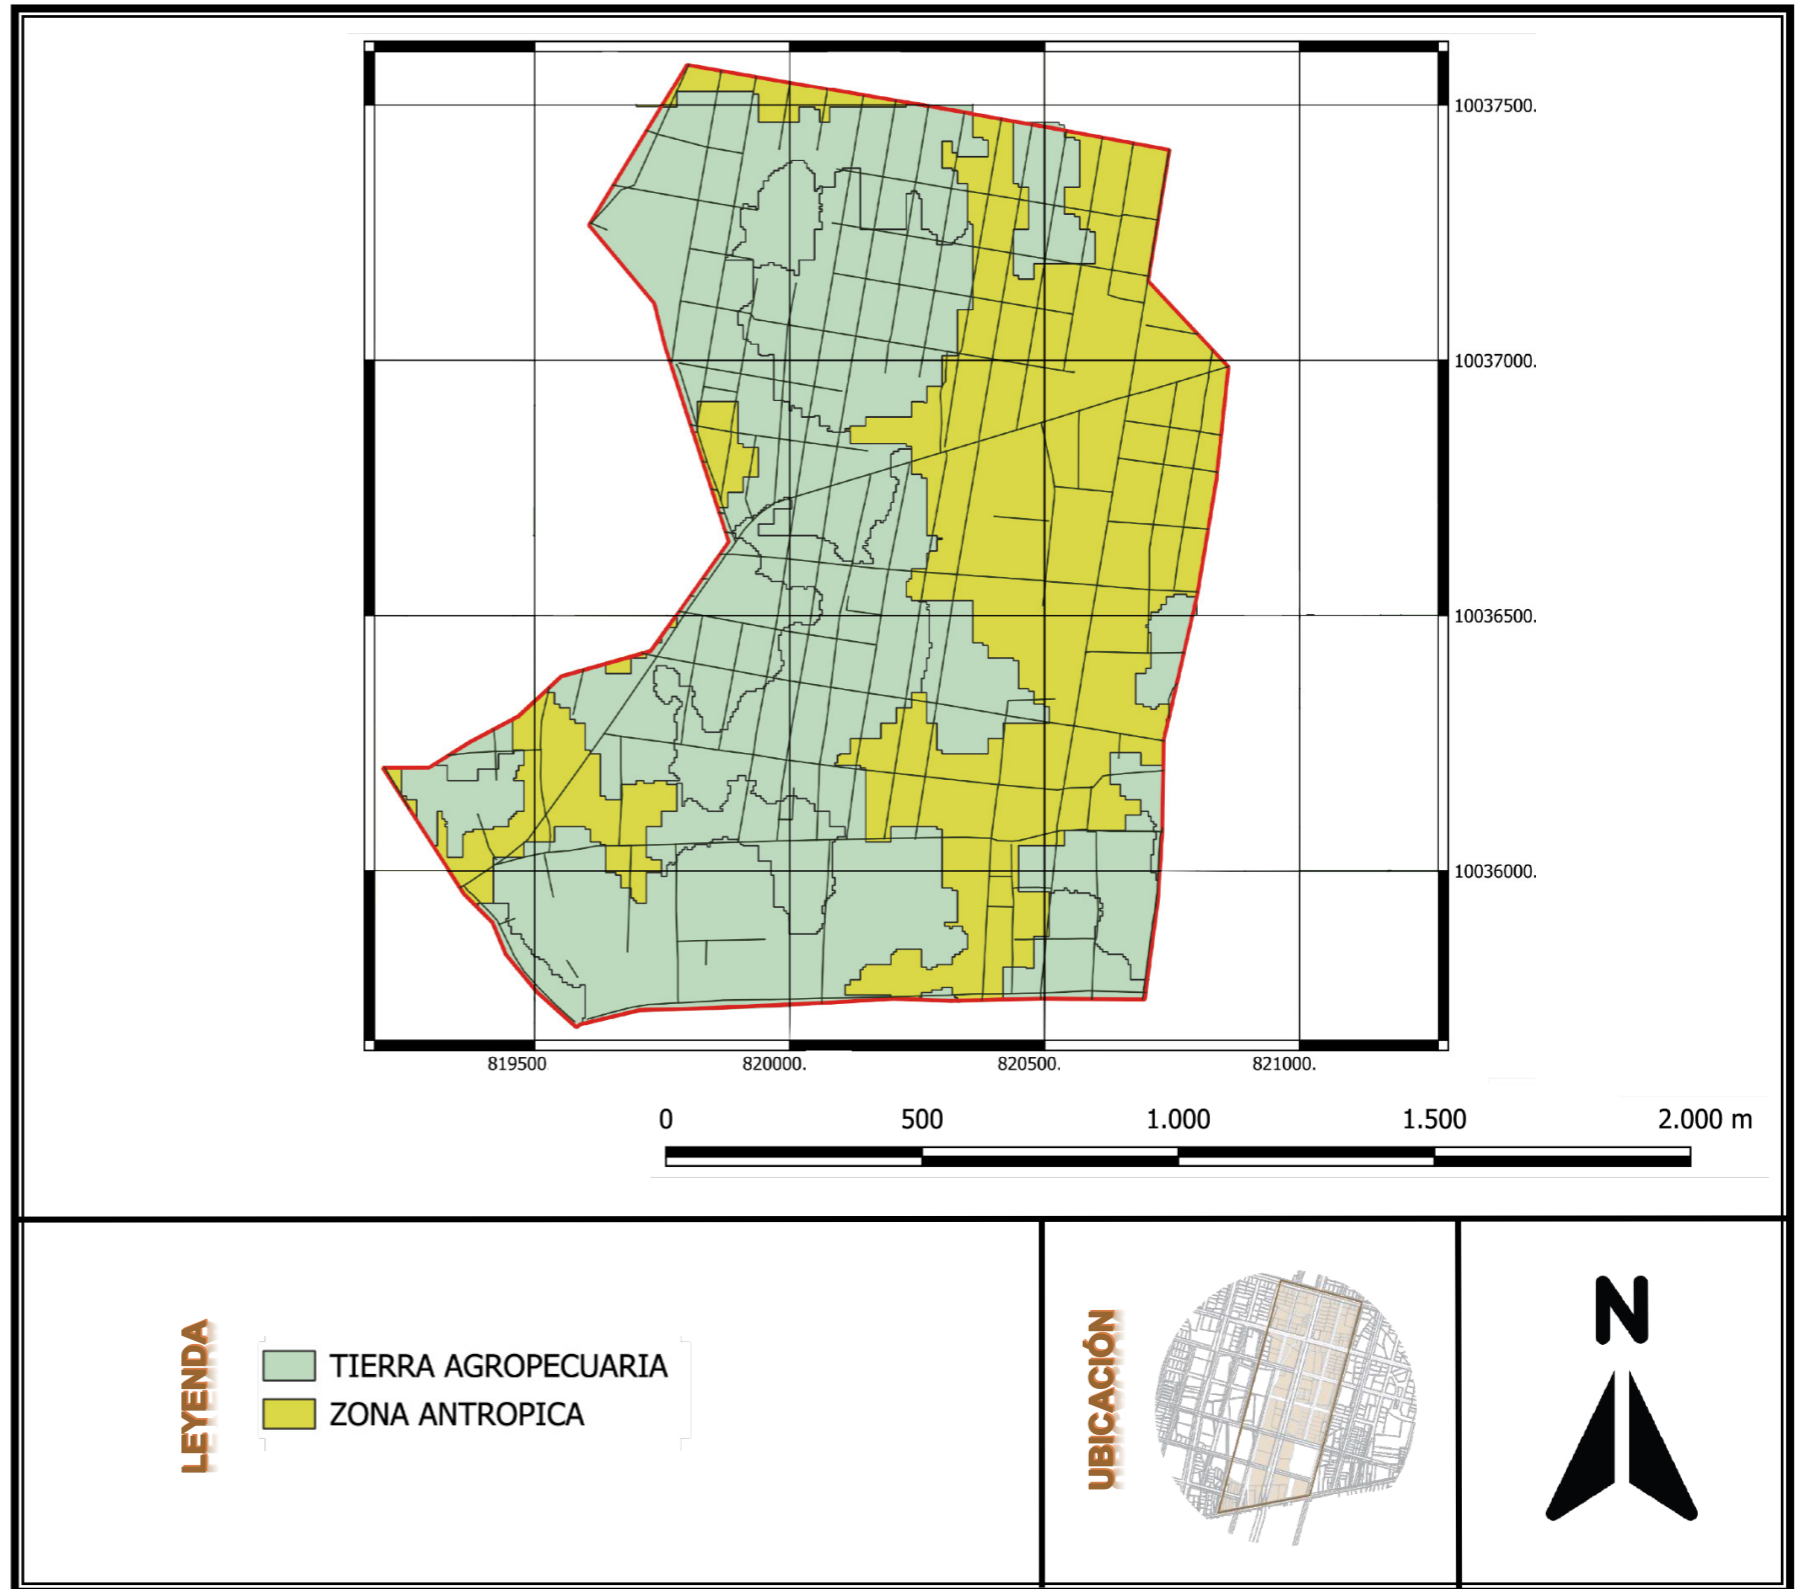 10037500.
10037000.
10036500.
10036000.
819500
820000.
820500.
821000.
0 500 1.000 1.500 2.000 m
LEYENDA
TIERRA AGROPECUARIA
ZONA ANTROPICA
UBICACIÓN
N